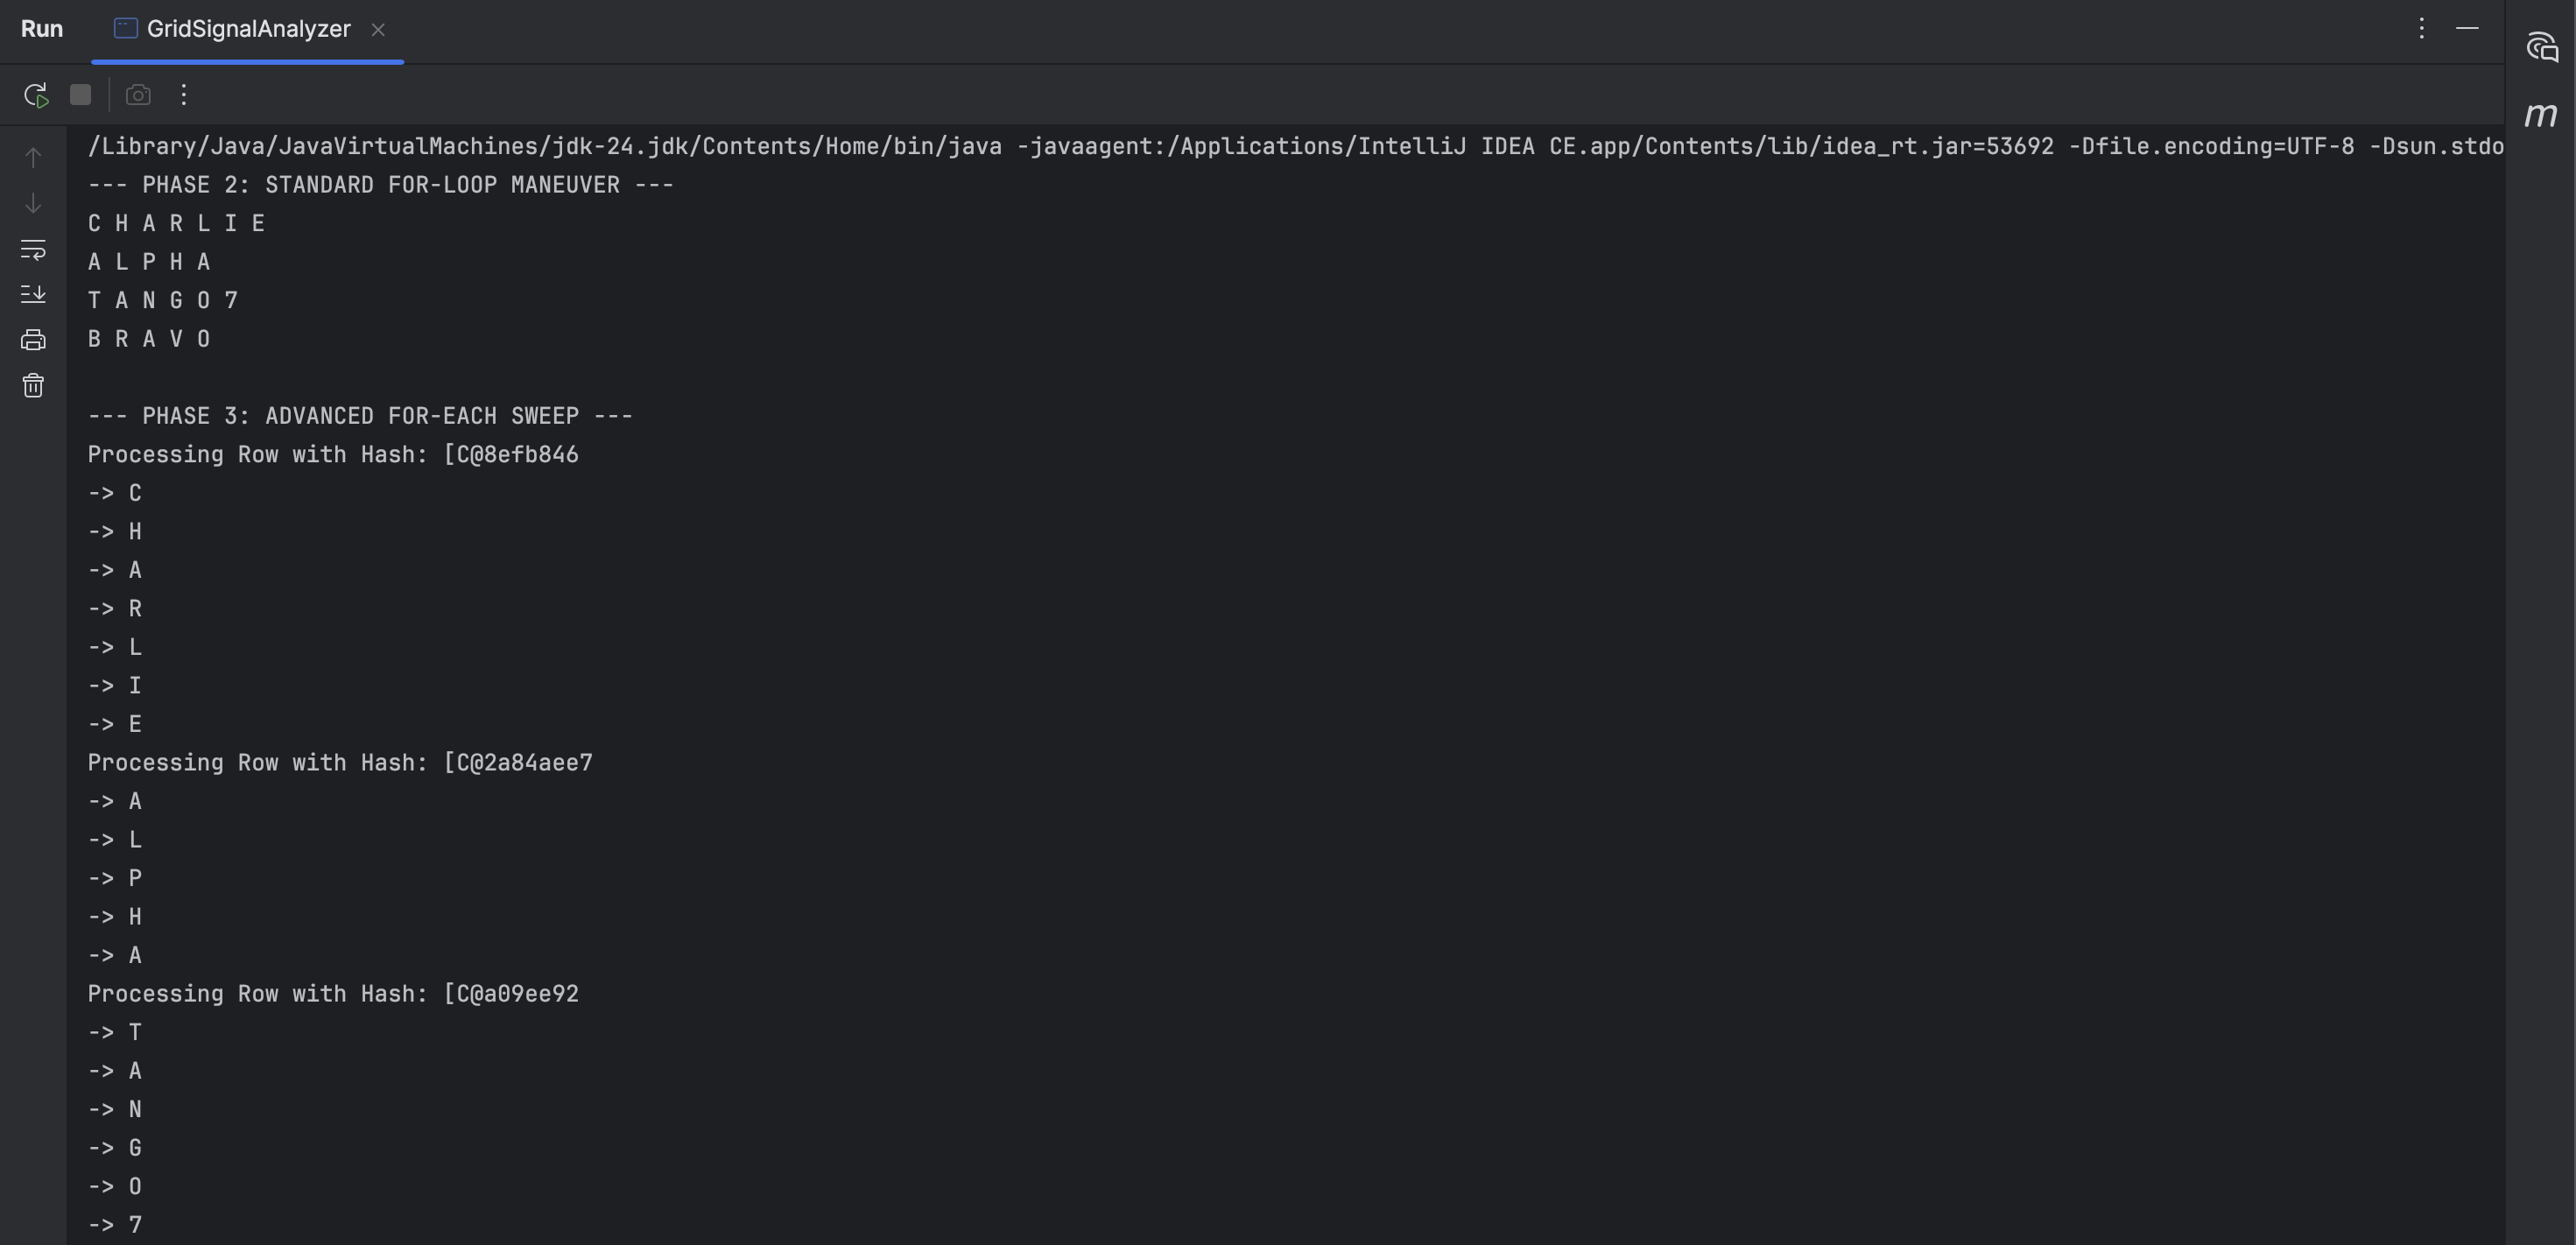 Run GridSignalAnalyzer
/Library/Java/JavaVirtualMachines/jdk-24.jdk/Contents/Home/bin/java -javaagent:/Applications/IntelliJ IDEA CE.app/Contents/lib/idea_rt.jar=53692 -Dfile.encoding=UTF-8 -Dsun.stdo
--- PHASE 2: STANDARD FOR-LOOP MANEUVER ---
C H A R L I E
A L P H A
T A N G O 7
B R A V O

--- PHASE 3: ADVANCED FOR-EACH SWEEP ---
Processing Row with Hash: [C@8efb846
-> C
-> H
-> A
-> R
-> L
-> I
-> E
Processing Row with Hash: [C@2a84aee7
-> A
-> L
-> P
-> H
-> A
Processing Row with Hash: [C@a09ee92
-> T
-> A
-> N
-> G
-> O
-> 7
m